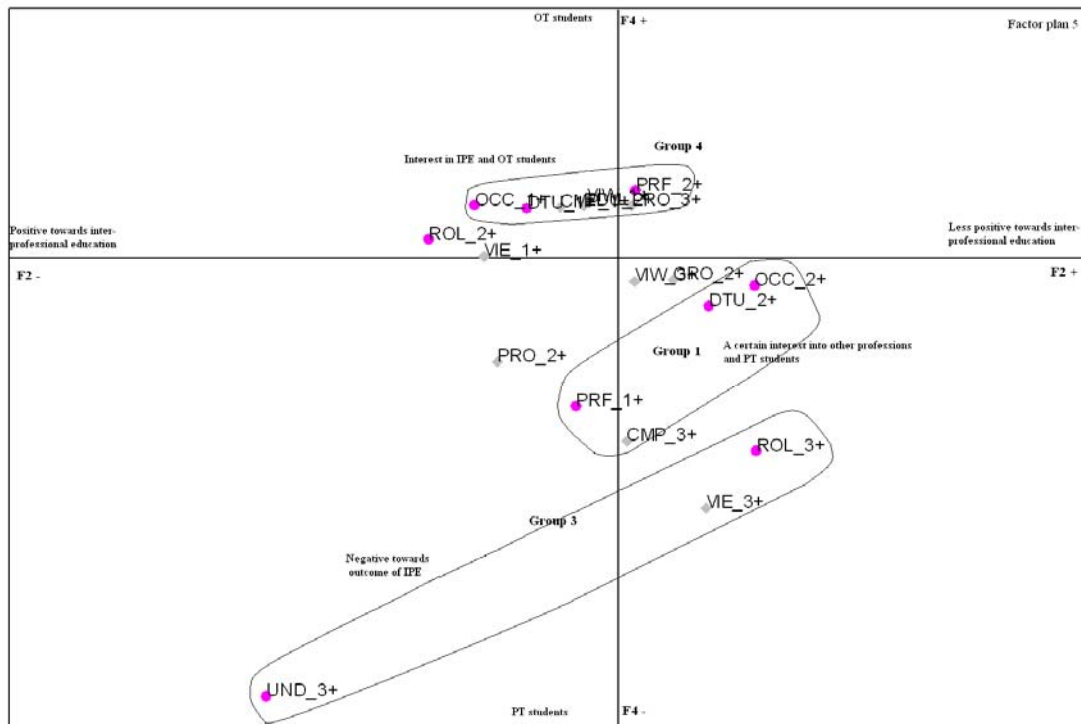 OT students
F4 +
Factor plan 5
Group 4
Interest in IPE and OT students
PRF_2+
OCC_1+
PRO_3+
ROL_2+
VIE_1+
Positive towards inter-
professional education
Less positive towards inter-
professional education
F2 -
F2 +
VIW_3+
GRO_2+
OCC_2+
DTU_2+
Group 1
A certain interest into other professions
and PT students
PRO_2+
PRF_1+
CMP_3+
ROL_3+
VIE_3+
Group 3
Negative towards
outcome of IPE
UND_3+
PT students
F4 -